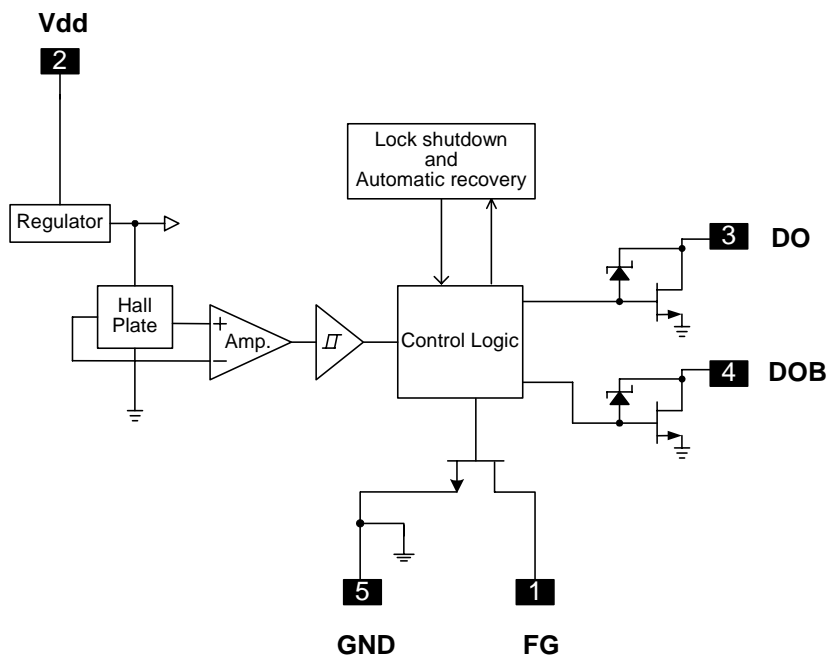 Vdd
2
Lock shutdown
and
Automatic recovery
Regulator
3 DO
Hall
Plate
+
Amp.
−
Control Logic
4 DOB
5
1
GND
FG